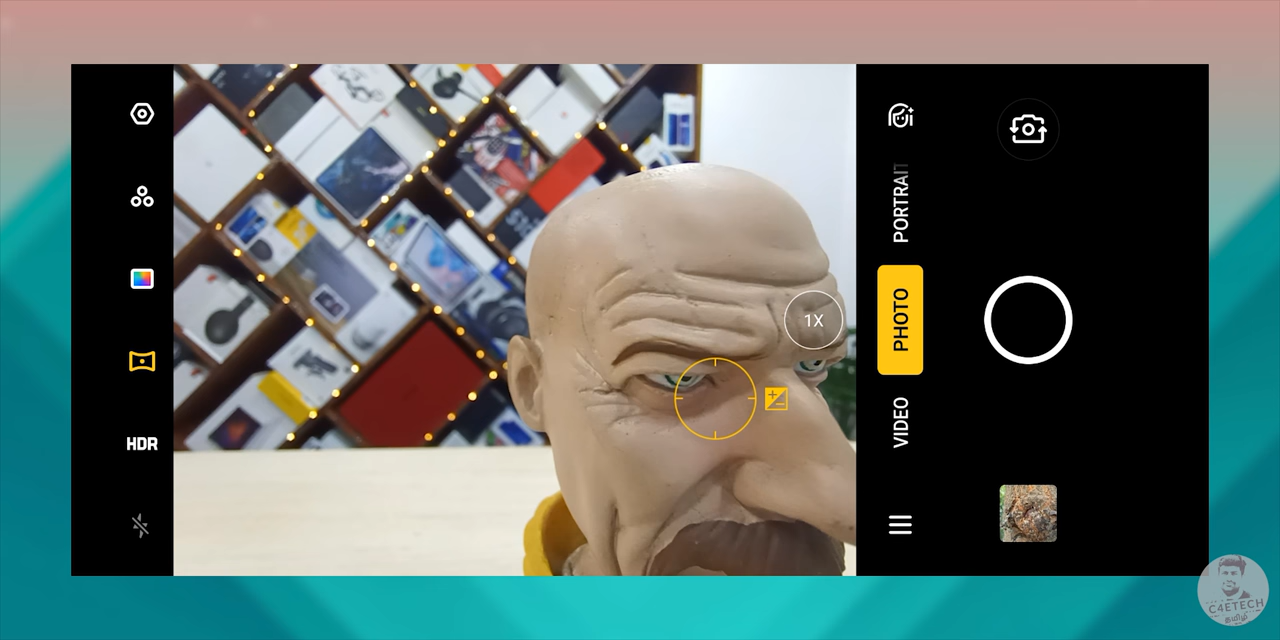 HDR
1X
PORTRAIT
PHOTO
VIDEO
C4ETECH
தமிழ்